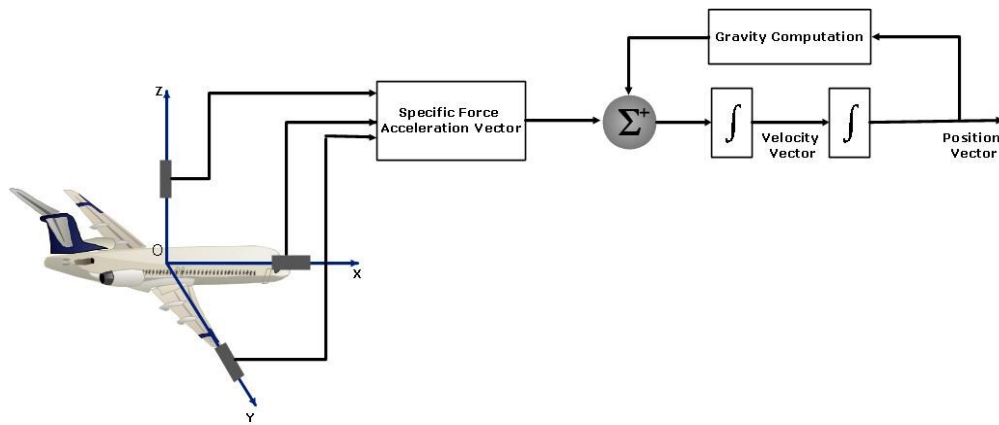 Gravity Computation
Z
Specific Force
Acceleration Vector
Σ+
∫
∫
Velocity
Vector
Position
Vector
O
X
Y